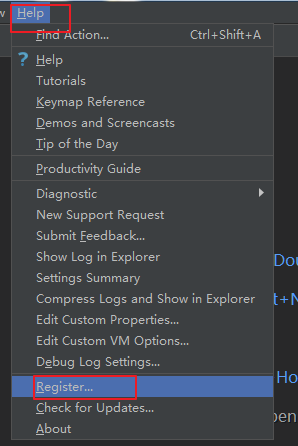 w Help
Find Action... Ctrl+Shift+A
? Help
Tutorials
Keymap Reference
Demos and Screencasts
Tip of the Day
Productivity Guide
Diagnostic
New Support Request
Submit Feedback...
Show Log in Explorer
Dou
Settings Summary
Compress Logs and Show in Explorer
t+N
Edit Custom Properties...
Edit Custom VM Options...
Debug Log Settings...
Register...
Ho
Check for Updates...
pen
About